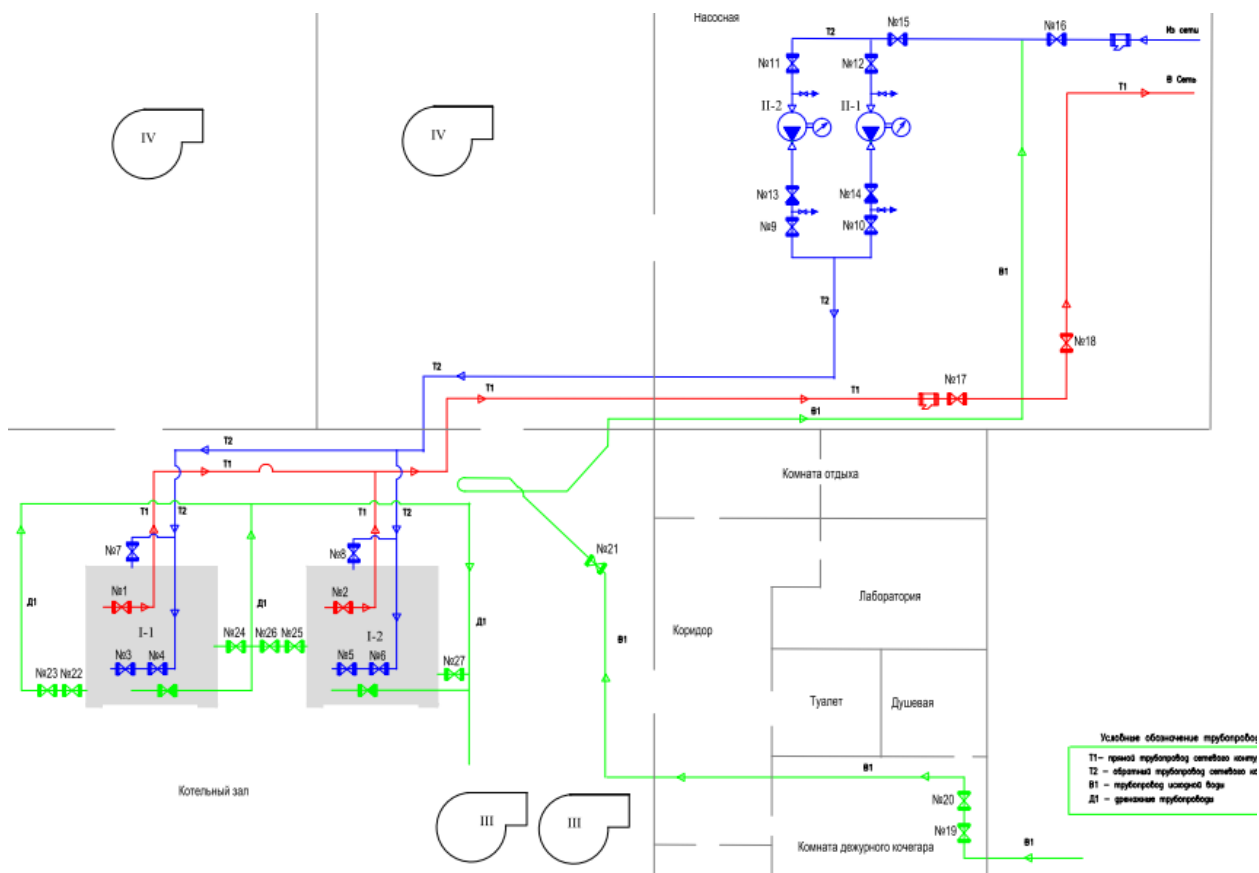 Насосная
Т2
№15
№16
Из сети
№11
№12
В Сеть
Т1
II-2
II-1
IV
IV
№13
№14
№9
№10
В1
Т2
№18
Т2
Т1
Т1
№17
В1
Т2
Т1
Комната отдыха
Т1
Т2
Т1
Т2
№7
№8
№21
№1
№2
Лаборатория
Д1
Д1
I-1
I-2
Д1
Коридор
В1
№24
№26
№25
№3
№4
№5
№6
№27
№23
№22
Туалет
Душевая
Условные обозначение трубопровод
Т1– прямой трубопровод сетевого конту
Т2 – обратный трубопровод сетевого ко
В1 – трубопровод исходной воды
Д1 – дренажные трубопроводы
В1
Котельный зал
№20
III
III
№19
Комната дежурного кочегара
В1